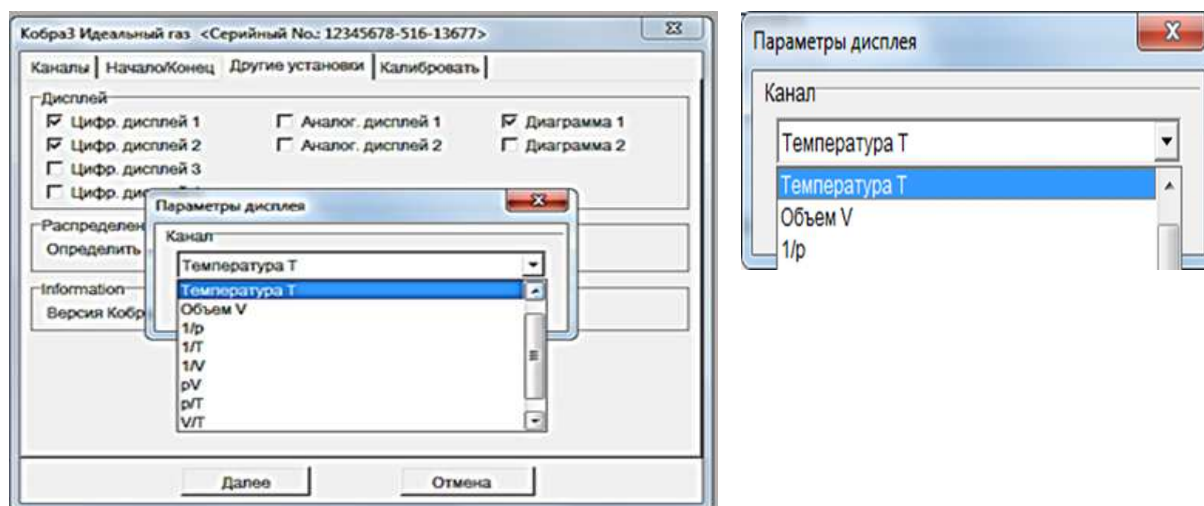 Кобра3 Идеальный газ <Серийный No.: 12345678-516-13677>
Каналы Начало/Конец Другие установки Калибровать
Дисплей
Цифр. дисплей 1 Аналог. дисплей 1 Диаграмма 1
Цифр. дисплей 2 Аналог. дисплей 2 Диаграмма 2
Цифр. дисплей 3
Цифр.
Параметры дисплея
Распределен
Канал
Определить
Температура T
Information
Температура T
Версия Кобр
Объем V
1/p
1/T
1/V
pV
p/T
V/T
Далее Отмена
Параметры дисплея
Канал
Температура T
Температура T
Объем V
1/p